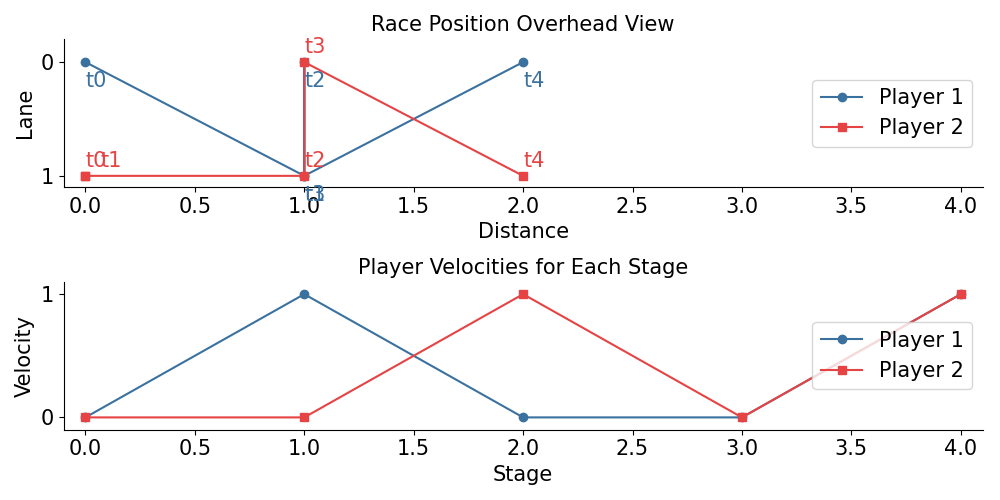 Race Position Overhead View
Lane
0
1
t0
t3
t2
t4
t0 t1
t2
t4
t3
Player 1
Player 2
0.0 0.5 1.0 1.5 2.0 2.5 3.0 3.5 4.0
Distance
Player Velocities for Each Stage
Velocity
1
0
Player 1
Player 2
0.0 0.5 1.0 1.5 2.0 2.5 3.0 3.5 4.0
Stage